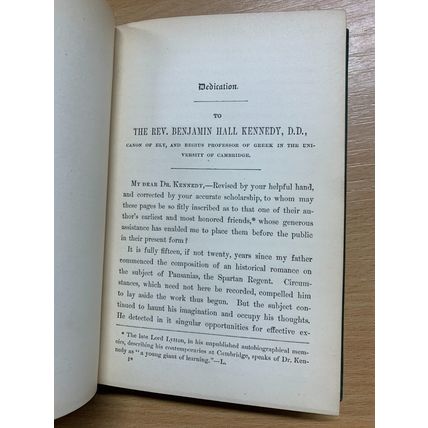 Dedication.
TO
THE REV. BENJAMIN HALL KENNEDY, D.D.,
CANON OF ELY, AND REGIUS PROFESSOR OF GREEK IN THE UNI-
VERSITY OF CAMBRIDGE.
MY DEAR DR. KENNEDY,—Revised by your helpful hand,
and corrected by your accurate scholarship, to whom may
these pages be so fitly inscribed as to that one of their au-
thor's earliest and most honored friends,* whose generous
assistance has enabled me to place them before the public
in their present form?
It is fully fifteen, if not twenty, years since my father
commenced the composition of an historical romance on
the subject of Pausanias, the Spartan Regent. Circum-
stances, which need not here be recorded, compelled him
to lay aside the work thus begun. But the subject con-
tinued to haunt his imagination and occupy his thoughts.
He detected in it singular opportunities for effective ex-
* The late Lord LYTTON, in his unpublished autobiographical mem-
oirs, describing his contemporaries at Cambridge, speaks of Dr. Ken-
nedy as "a young giant of learning."—L.